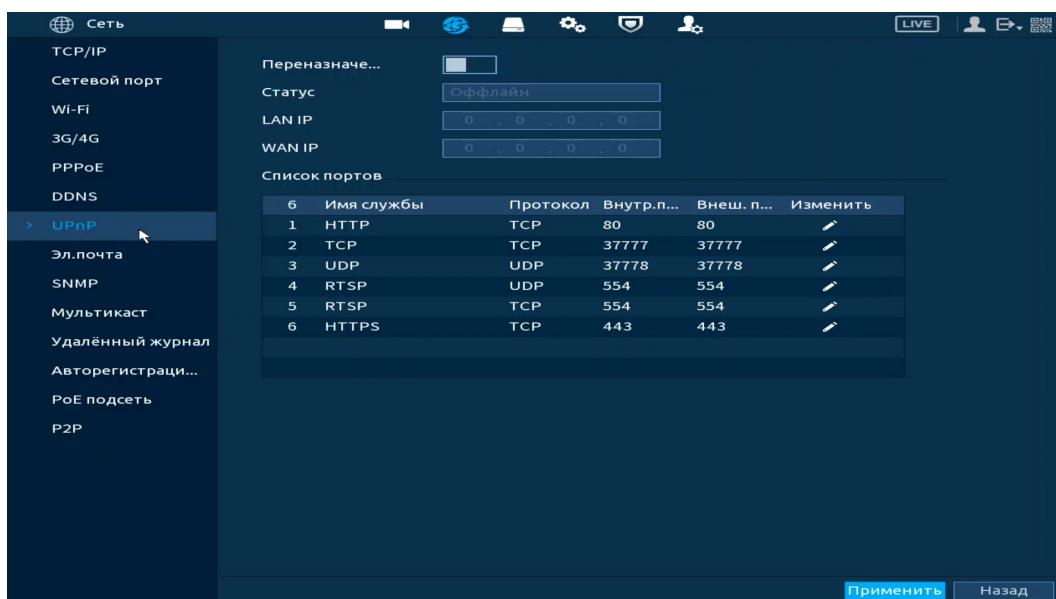 Сеть
LIVE
TCP/IP
Сетевой порт
Wi-Fi
3G/4G
PPPoE
DDNS
UPnP
Эл.почта
SNMP
Мультикаст
Удалённый журнал
Авторегистраци...
PoE подсеть
P2P
Переназначе...
Статус Оффлайн
LAN IP 0 . 0 . 0 . 0
WAN IP 0 . 0 . 0 . 0
Список портов
6 Имя службы Протокол Внутр.п... Внеш. п... Изменить
1 HTTP TCP 80 80
2 TCP TCP 37777 37777
3 UDP UDP 37778 37778
4 RTSP UDP 554 554
5 RTSP TCP 554 554
6 HTTPS TCP 443 443
Применить Назад